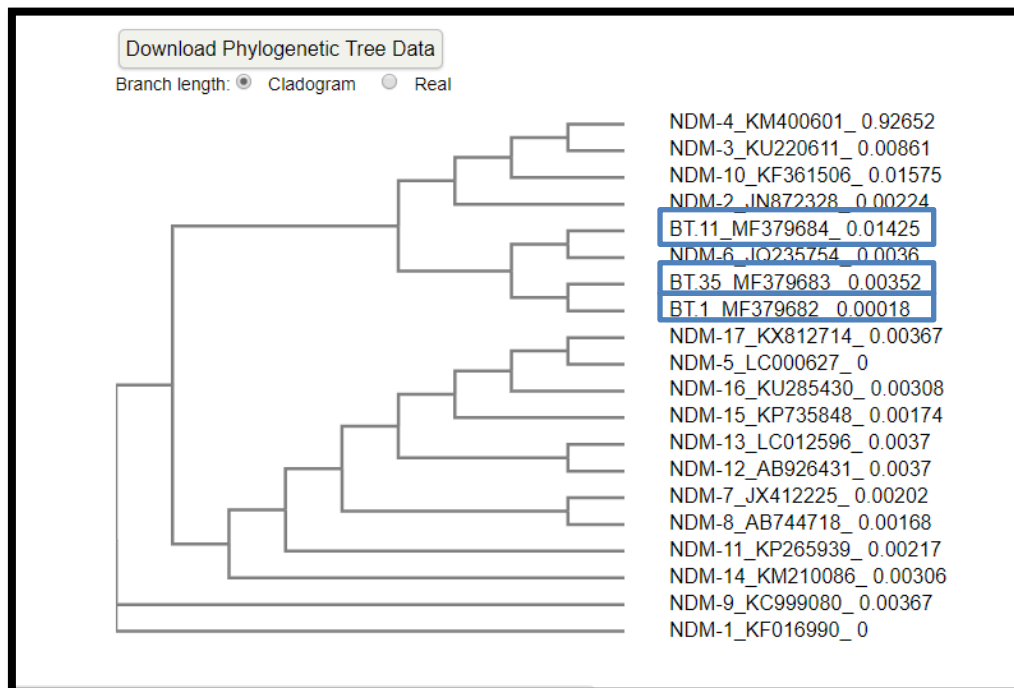 Download Phylogenetic Tree Data
Branch length: Cladogram Real
NDM-4_KM400601_ 0.92652
NDM-3_KU220611_ 0.00861
NDM-10_KF361506_ 0.01575
NDM-2_JN872328_ 0.00224
BT.11_MF379684_ 0.01425
NDM-6_JQ235754_ 0.0036
BT.35_MF379683_ 0.00352
BT.1_MF379682_ 0.00018
NDM-17_KX812714_ 0.00367
NDM-5_LC000627_ 0
NDM-16_KU285430_ 0.00308
NDM-15_KP735848_ 0.00174
NDM-13_LC012596_ 0.0037
NDM-12_AB926431_ 0.0037
NDM-7_JX412225_ 0.00202
NDM-8_AB744718_ 0.00168
NDM-11_KP265939_ 0.00217
NDM-14_KM210086_ 0.00306
NDM-9_KC999080_ 0.00367
NDM-1_KF016990_ 0